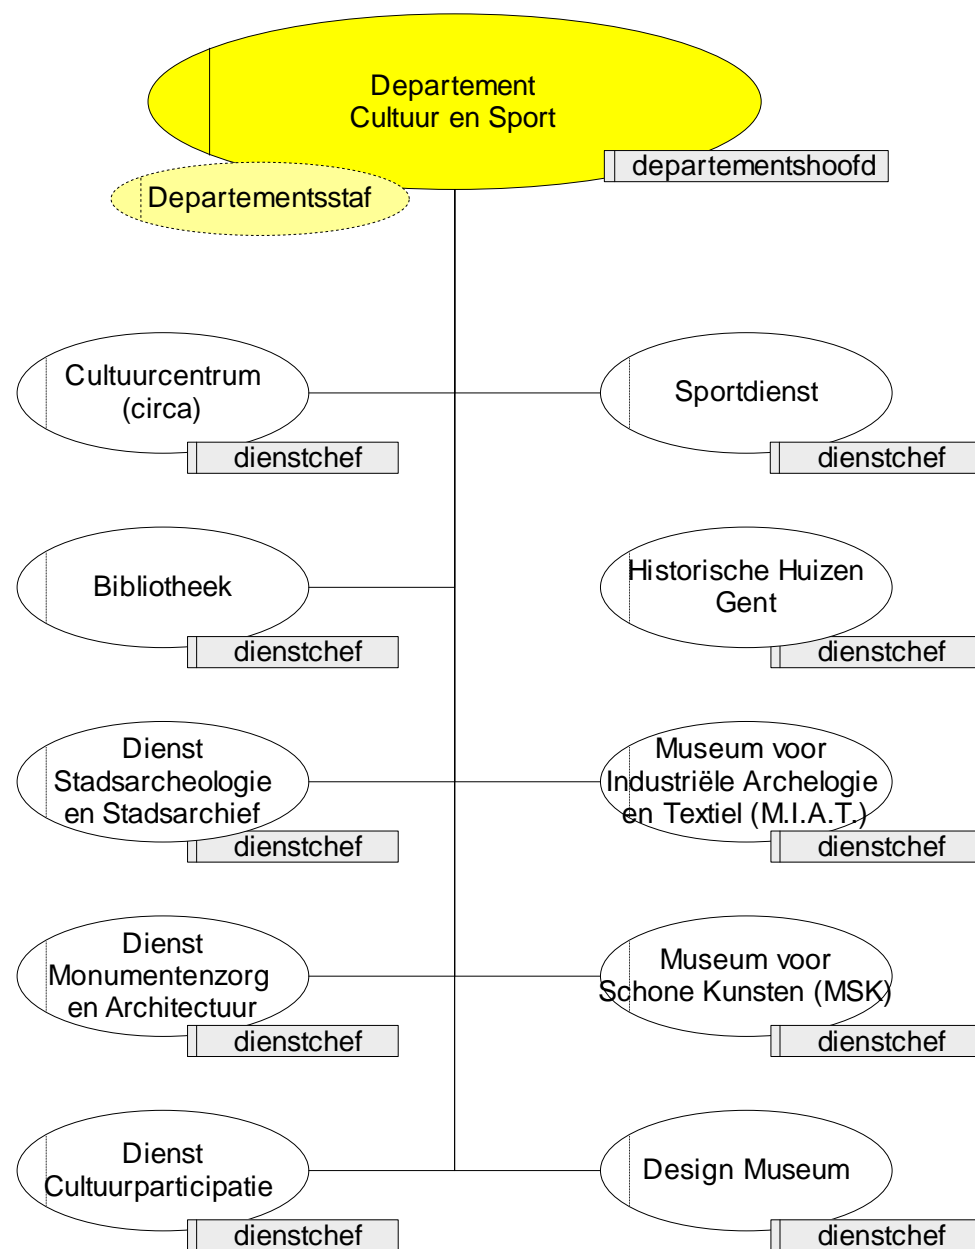 Departement
Cultuur en Sport
departementshoofd
Departementsstaf
Cultuurcentrum
(circa)
dienstchef
Sportdienst
dienstchef
Bibliotheek
dienstchef
Historische Huizen
Gent
dienstchef
Dienst
Stadsarcheologie
en Stadsarchief
dienstchef
Museum voor
Industriële Archelogie
en Textiel (M.I.A.T.)
dienstchef
Dienst
Monumentenzorg
en Architectuur
dienstchef
Museum voor
Schone Kunsten (MSK)
dienstchef
Dienst
Cultuurparticipatie
dienstchef
Design Museum
dienstchef